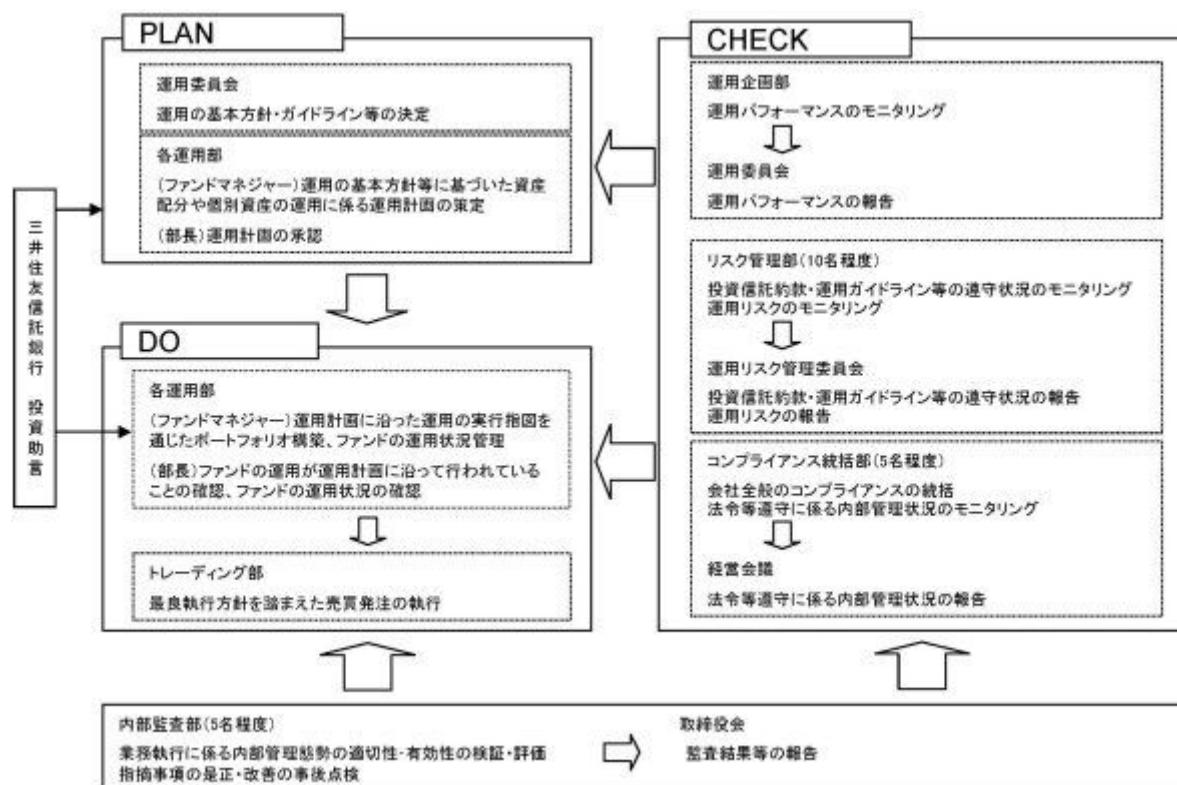 PLAN
運用委員会
運用の基本方針・ガイドライン等の決定
各運用部
(ファンドマネジャー)運用の基本方針等に基づいた資産
配分や個別資産の運用に係る運用計画の策定
(部長)運用計画の承認
三井住友信託銀行 投資助言
DO
各運用部
(ファンドマネジャー)運用計画に沿った運用の実行指図を
通じたポートフォリオ構築、ファンドの運用状況管理
(部長)ファンドの運用が運用計画に沿って行われている
ことの確認、ファンドの運用状況の確認
トレーディング部
最良執行方針を踏まえた売買発注の執行
CHECK
運用企画部
運用パフォーマンスのモニタリング
運用委員会
運用パフォーマンスの報告
リスク管理部(10名程度)
投資信託約款・運用ガイドライン等の遵守状況のモニタリング
運用リスクのモニタリング
運用リスク管理委員会
投資信託約款・運用ガイドライン等の遵守状況の報告
運用リスクの報告
コンプライアンス統括部(5名程度)
会社全般のコンプライアンスの統括
法令等遵守に係る内部管理状況のモニタリング
経営会議
法令等遵守に係る内部管理状況の報告
内部監査部(5名程度)
業務執行に係る内部管理態勢の適切性・有効性の検証・評価
指摘事項の是正・改善の事後点検
取締役会
監査結果等の報告